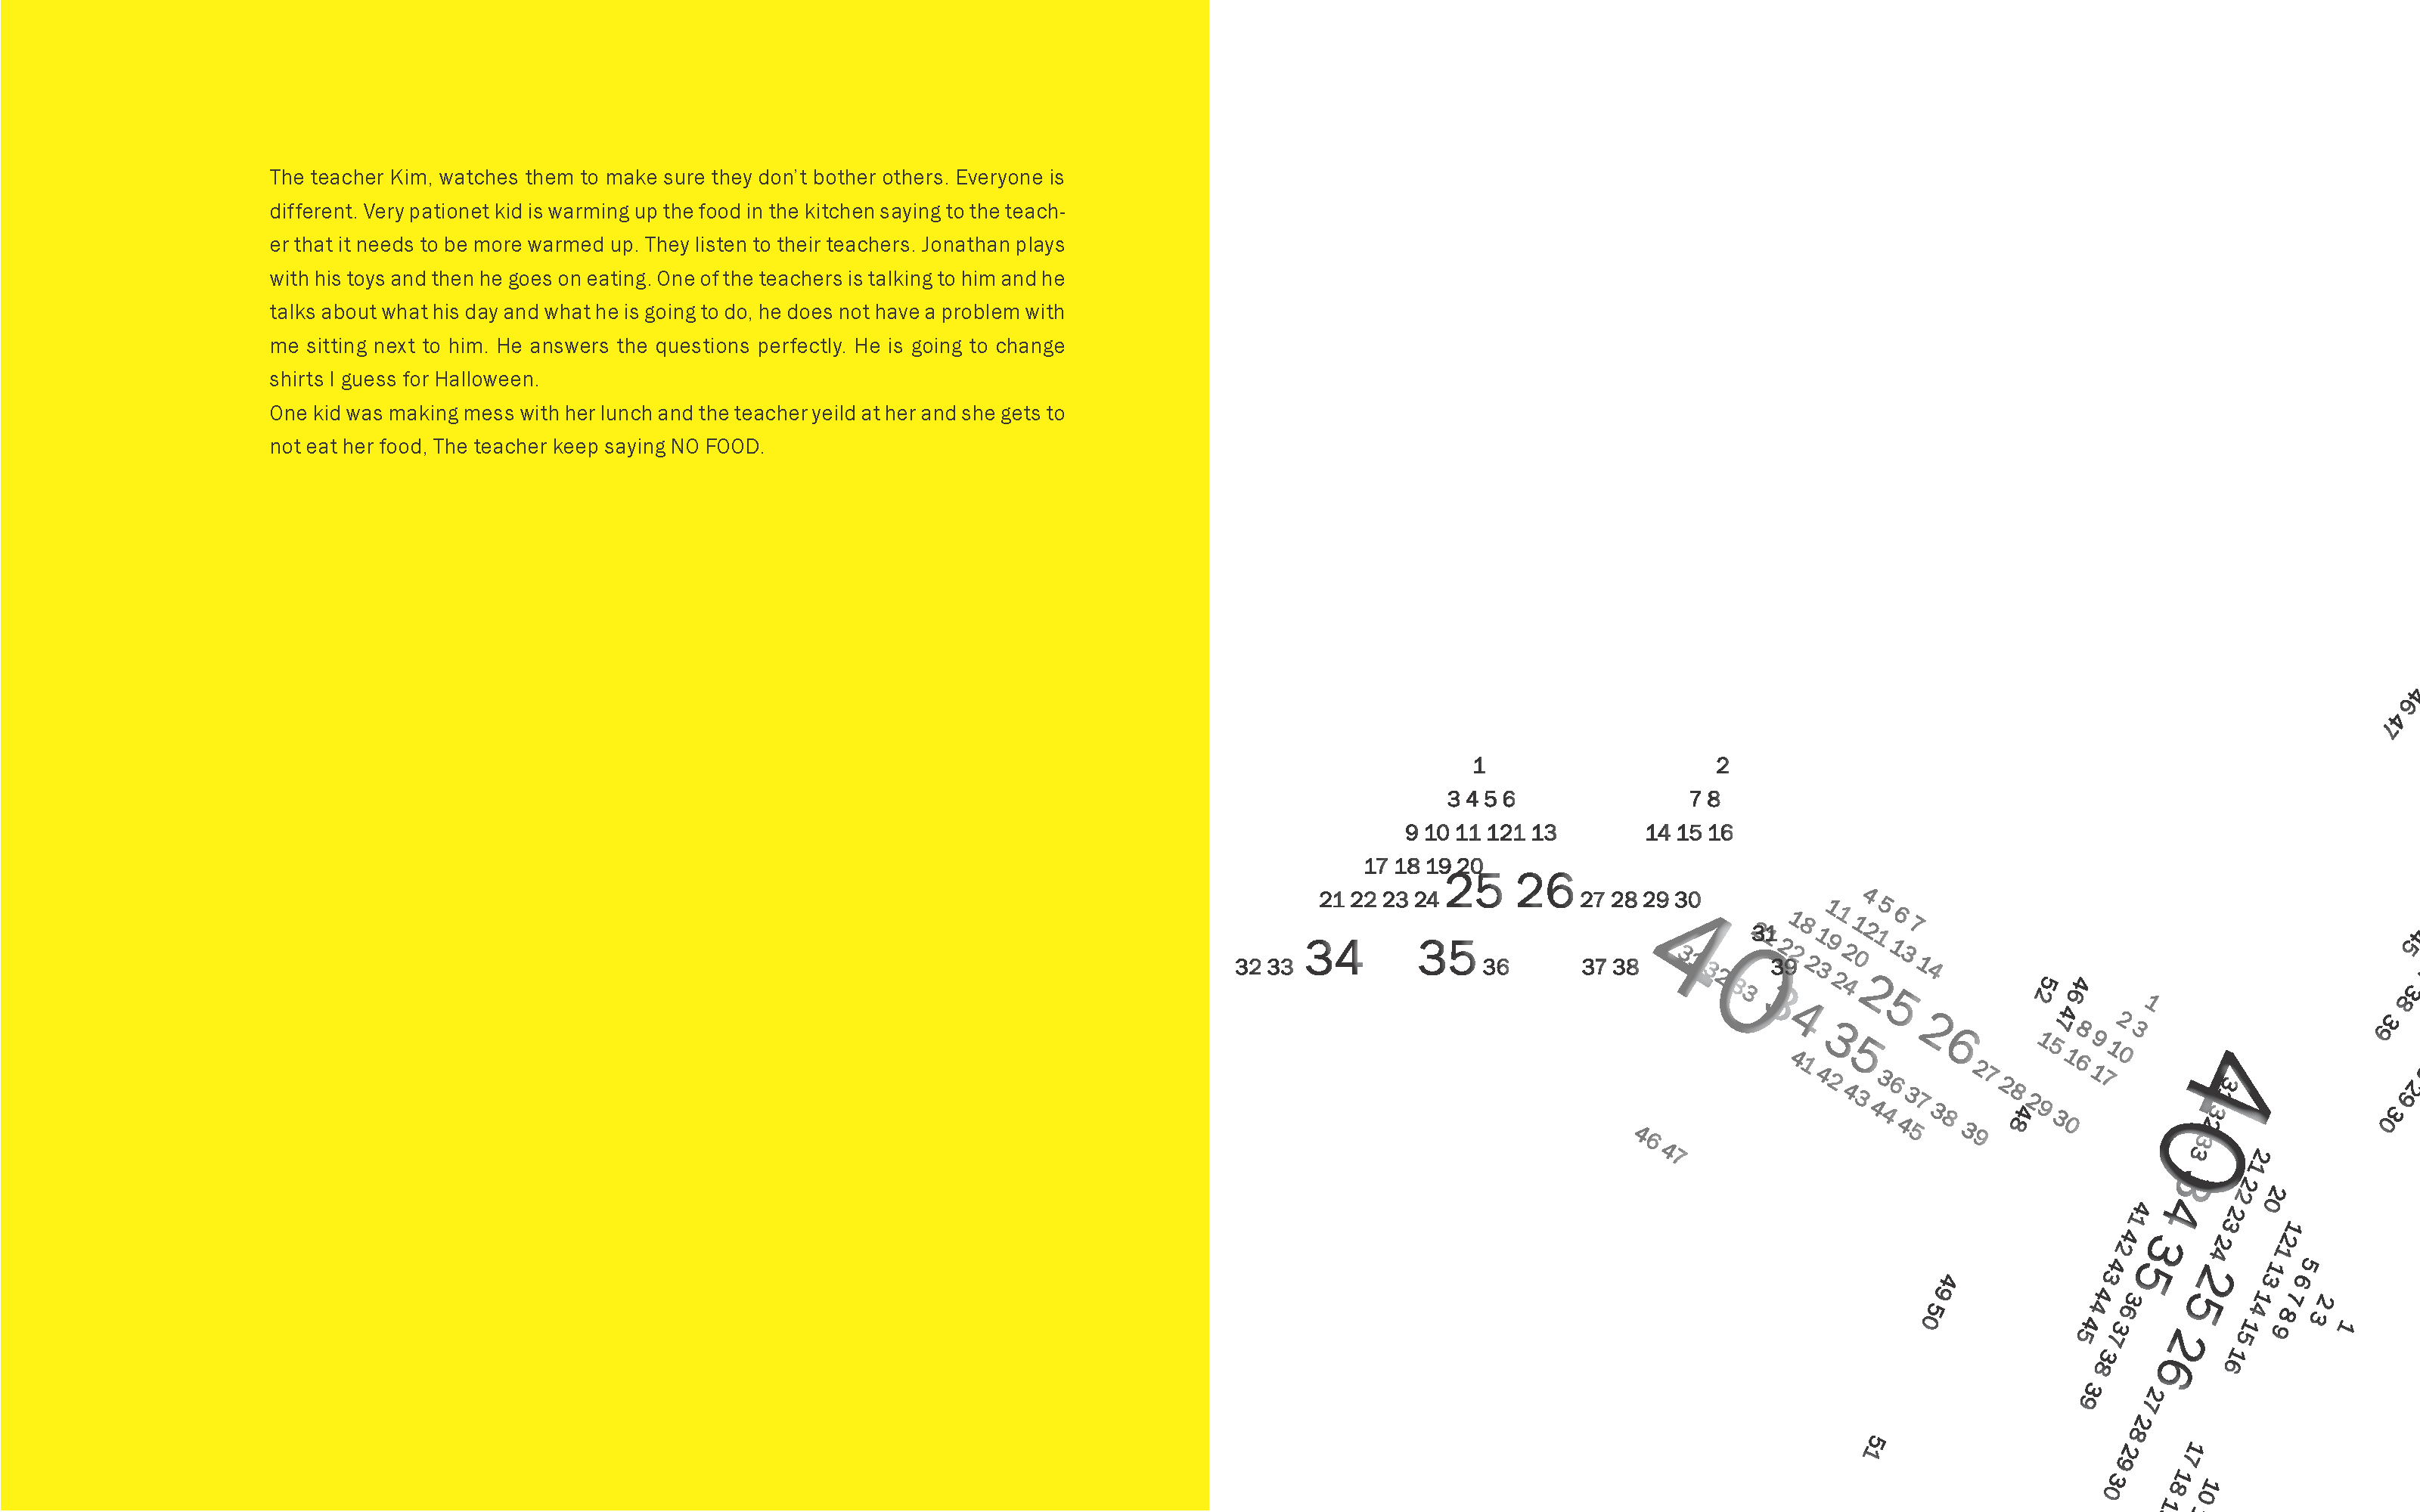 The teacher Kim, watches them to make sure they don't bother others. Everyone is
different. Very pationet kid is warming up the food in the kitchen saying to the teach-
er that it needs to be more warmed up. They listen to their teachers. Jonathan plays
with his toys and then he goes on eating. One of the teachers is talking to him and he
talks about what his day and what he is going to do, he does not have a problem with
me sitting next to him. He answers the questions perfectly. He is going to change
shirts I guess for Halloween.
One kid was making mess with her lunch and the teacher yeild at her and she gets to
not eat her food, The teacher keep saying NO FOOD.
1 2
3 4 5 6 7 8
9 10 11 121 13 14 15 16
17 18 19 20
21 22 23 24 25 26 27 28 29 30
31
32 33 34 35 36 37 38 39
40
4 5 6 7
11 121 13 14
18 19 20
21 22 23 24 25 26 27 28 29 30
31 32 33 34 35 36 37 38 39
41 42 43 44 45
46 47
1
2 3
8 9 10
15 16 17
46 47
52
48
49 50
51
40
31 32 33 34 35 36 37 38 39
41 42 43 44 45
21 22 23 24 25 26 27 28 29 30
20
121 13 14 15 16
5 6 7 8 9
2 3
1
17 18
10
46 47
45
38 39
29 30